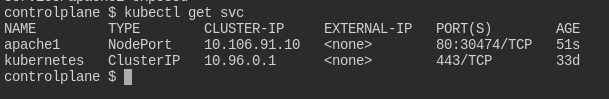 controlplane $ kubectl get svc
NAME         TYPE        CLUSTER-IP     EXTERNAL-IP   PORT(S)        AGE
apache1      NodePort    10.106.91.10   <none>        80:30474/TCP   51s
kubernetes   ClusterIP   10.96.0.1      <none>        443/TCP        33d
controlplane $